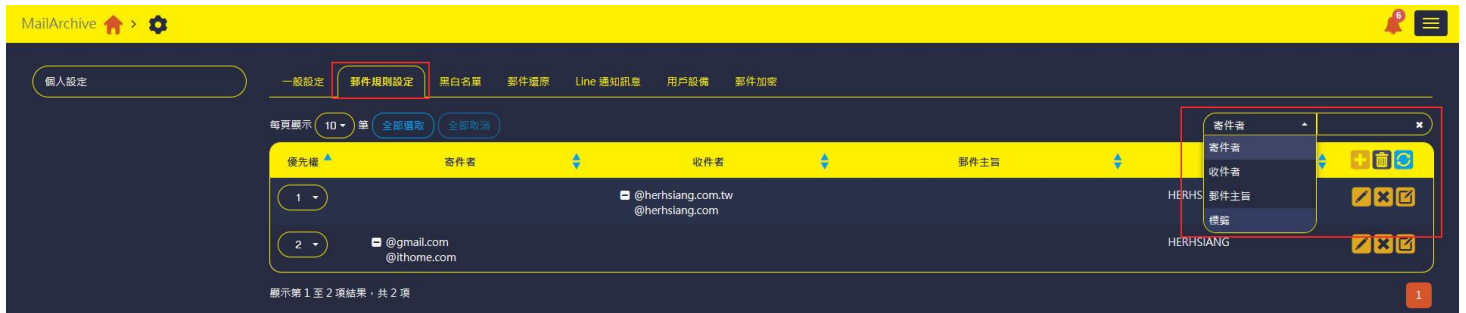 MailArchive >
6
個人設定
一般設定 郵件規則設定 黑白名單 郵件還原 Line 通知訊息 用戶設備 郵件加密
每頁顯示 10 筆 全部選取 全部取消
寄件者
寄件者
收件者
郵件主旨
標籤
優先權 寄件者 收件者 郵件主旨
1 @herhsiang.com.tw HERHS
@herhsiang.com
2 @gmail.com HERHSIANG
@ithome.com
顯示第 1 至 2 項結果，共 2 項
1